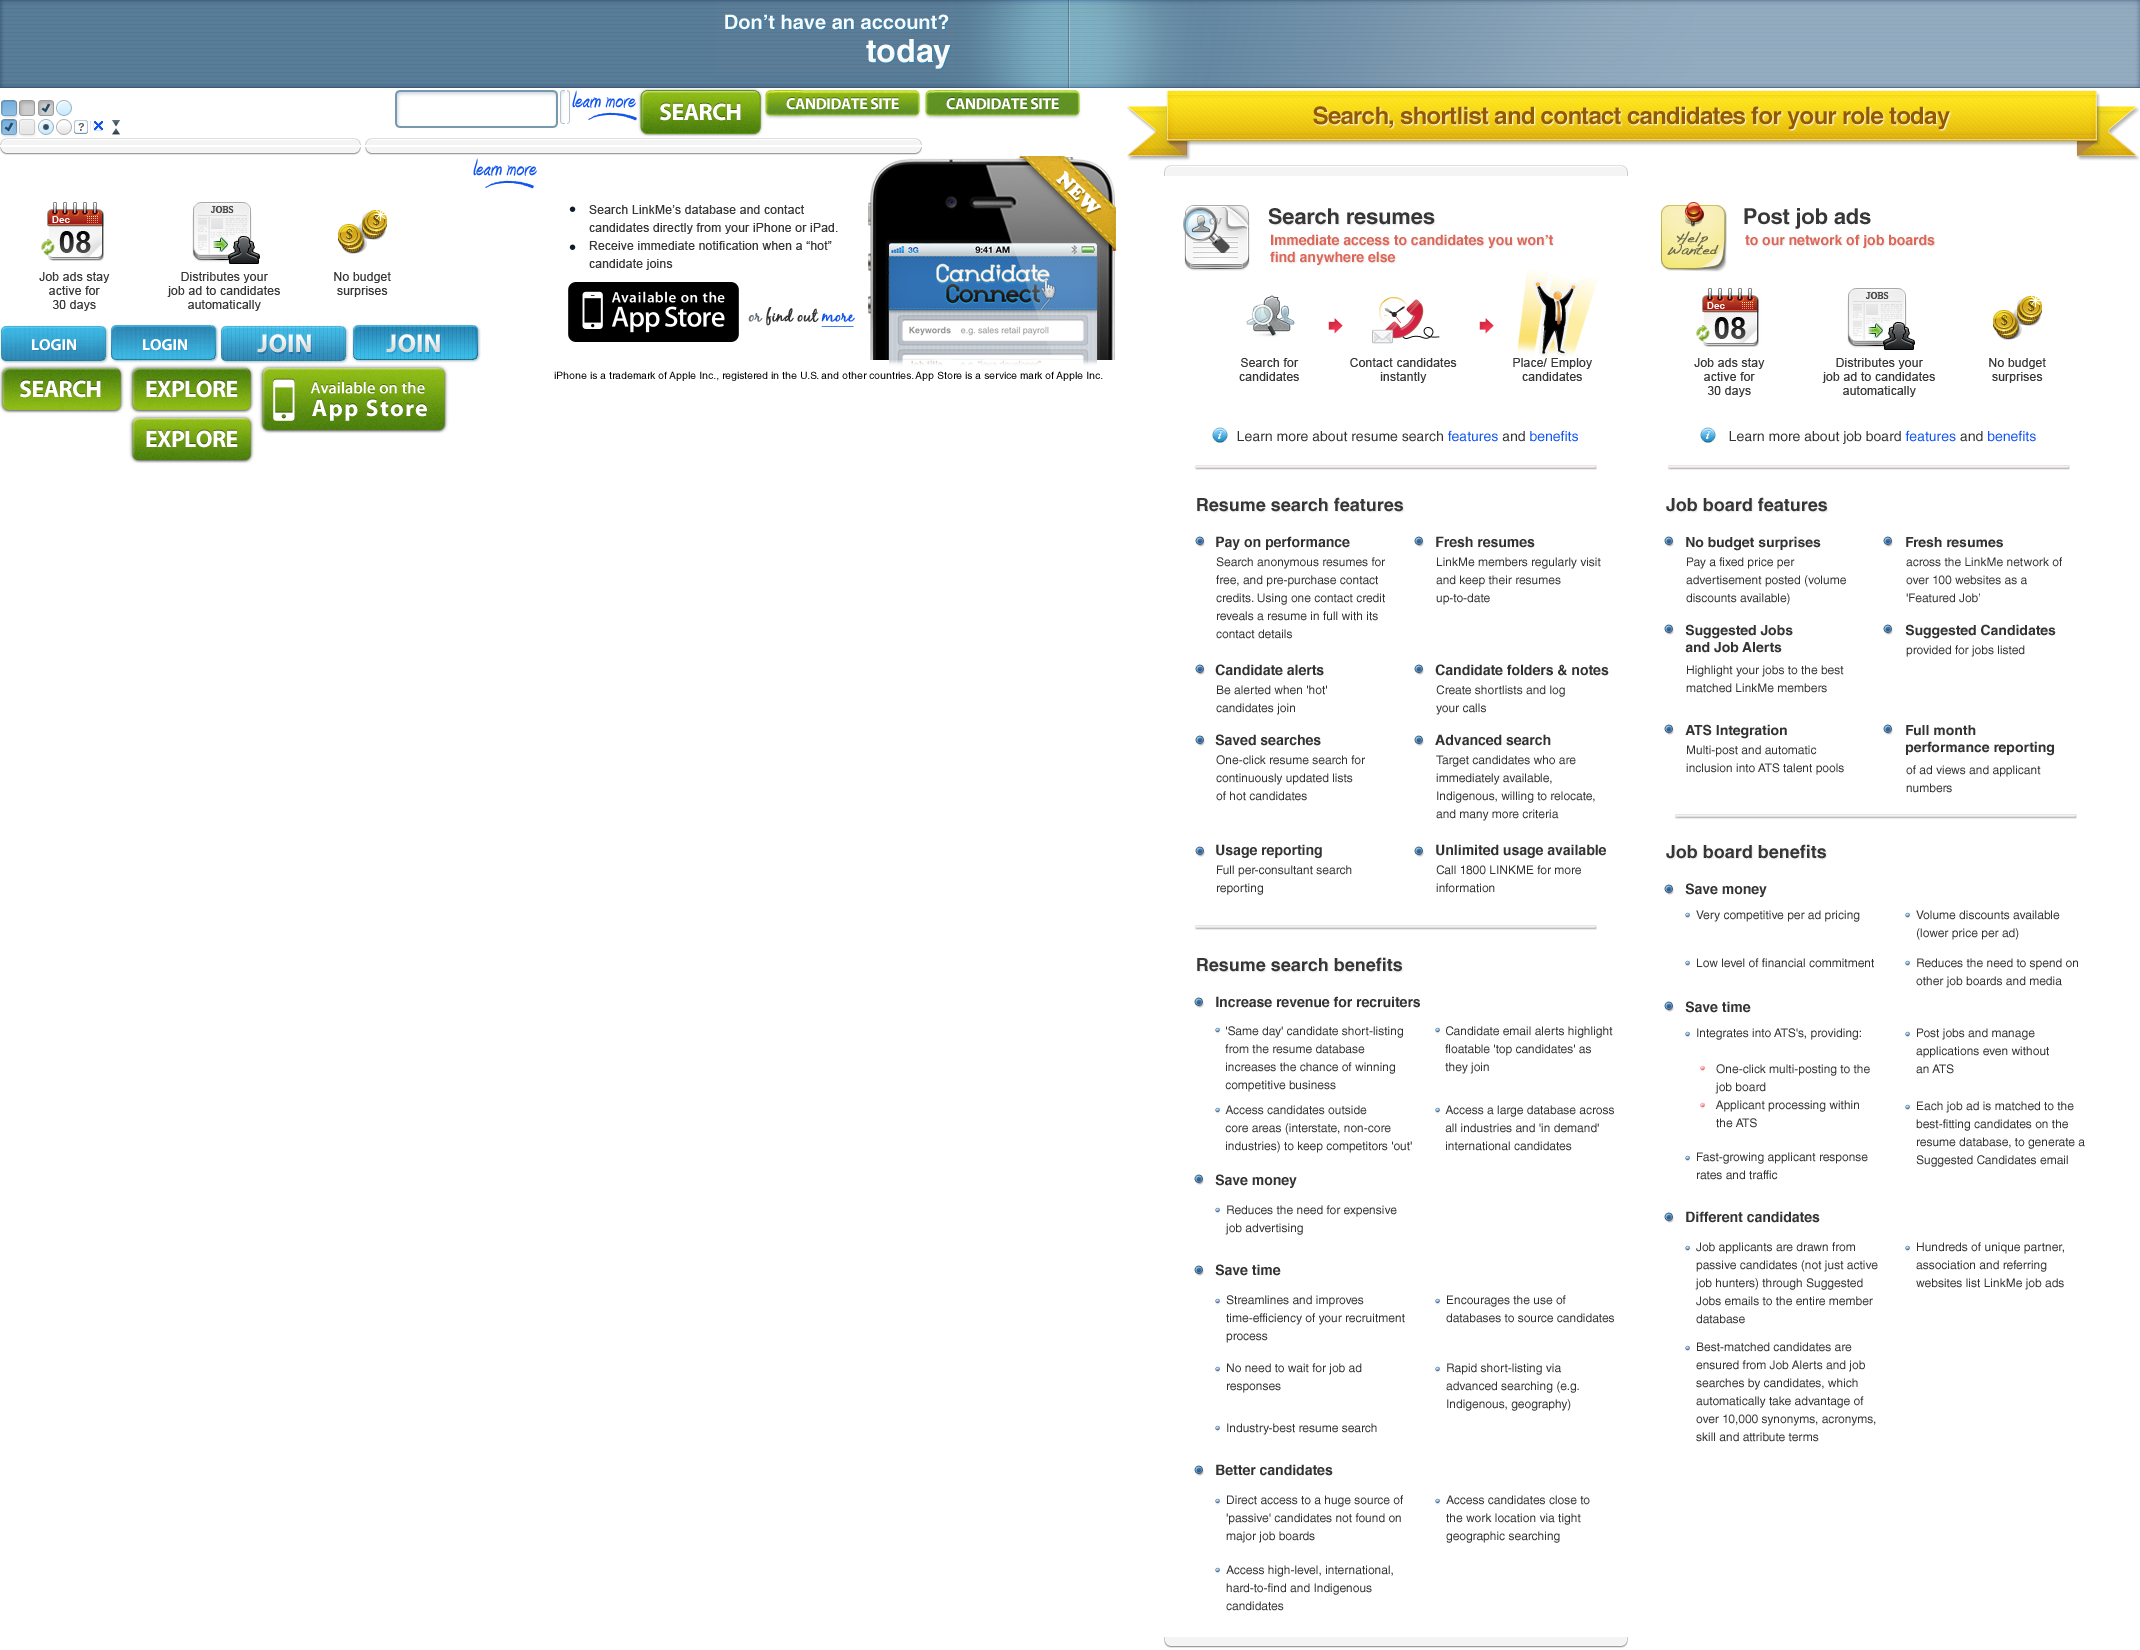 Don't have an account?
today
learn more
SEARCH
CANDIDATE SITE
CANDIDATE SITE
Search, shortlist and contact candidates for your role today
?
learn more
Dec
08
Job ads stay
active for
30 days
JOBS
Distributes your
job ad to candidates
automatically
No budget
surprises
• Search LinkMe's database and contact
candidates directly from your iPhone or iPad.
• Receive immediate notification when a “hot”
candidate joins
Available on the
App Store
or find out more
NEW
3G
9:41 AM
Candidate
Connect
Keywords e.g. sales retail payroll
iPhone is a trademark of Apple Inc., registered in the U.S. and other countries. App Store is a service mark of Apple Inc.
LOGIN
LOGIN
JOIN
JOIN
SEARCH
EXPLORE
Available on the
App Store
EXPLORE
CV
Search resumes
Immediate access to candidates you won't
find anywhere else
Search for
candidates
Contact candidates
instantly
Place/ Employ
candidates
i Learn more about resume search features and benefits
Resume search features
Pay on performance
Search anonymous resumes for
free, and pre-purchase contact
credits. Using one contact credit
reveals a resume in full with its
contact details
Fresh resumes
LinkMe members regularly visit
and keep their resumes
up-to-date
Candidate alerts
Be alerted when 'hot'
candidates join
Candidate folders & notes
Create shortlists and log
your calls
Saved searches
One-click resume search for
continuously updated lists
of hot candidates
Advanced search
Target candidates who are
immediately available,
Indigenous, willing to relocate,
and many more criteria
Usage reporting
Full per-consultant search
reporting
Unlimited usage available
Call 1800 LINKME for more
information
Resume search benefits
Increase revenue for recruiters
'Same day' candidate short-listing
from the resume database
increases the chance of winning
competitive business
Candidate email alerts highlight
floatable 'top candidates' as
they join
Access candidates outside
core areas (interstate, non-core
industries) to keep competitors 'out'
Access a large database across
all industries and 'in demand'
international candidates
Save money
Reduces the need for expensive
job advertising
Save time
Streamlines and improves
time-efficiency of your recruitment
process
Encourages the use of
databases to source candidates
No need to wait for job ad
responses
Rapid short-listing via
advanced searching (e.g.
Indigenous, geography)
Industry-best resume search
Better candidates
Direct access to a huge source of
'passive' candidates not found on
major job boards
Access candidates close to
the work location via tight
geographic searching
Access high-level, international,
hard-to-find and Indigenous
candidates
Help
Wanted
Post job ads
to our network of job boards
Dec
08
Job ads stay
active for
30 days
JOBS
Distributes your
job ad to candidates
automatically
No budget
surprises
i Learn more about job board features and benefits
Job board features
No budget surprises
Pay a fixed price per
advertisement posted (volume
discounts available)
Fresh resumes
across the LinkMe network of
over 100 websites as a
'Featured Job'
Suggested Jobs
and Job Alerts
Highlight your jobs to the best
matched LinkMe members
Suggested Candidates
provided for jobs listed
ATS Integration
Multi-post and automatic
inclusion into ATS talent pools
Full month
performance reporting
of ad views and applicant
numbers
Job board benefits
Save money
Very competitive per ad pricing
Volume discounts available
(lower price per ad)
Low level of financial commitment
Reduces the need to spend on
other job boards and media
Save time
Integrates into ATS's, providing:
One-click multi-posting to the
job board
Applicant processing within
the ATS
Post jobs and manage
applications even without
an ATS
Each job ad is matched to the
best-fitting candidates on the
resume database, to generate a
Suggested Candidates email
Fast-growing applicant response
rates and traffic
Different candidates
Job applicants are drawn from
passive candidates (not just active
job hunters) through Suggested
Jobs emails to the entire member
database
Hundreds of unique partner,
association and referring
websites list LinkMe job ads
Best-matched candidates are
ensured from Job Alerts and job
searches by candidates, which
automatically take advantage of
over 10,000 synonyms, acronyms,
skill and attribute terms